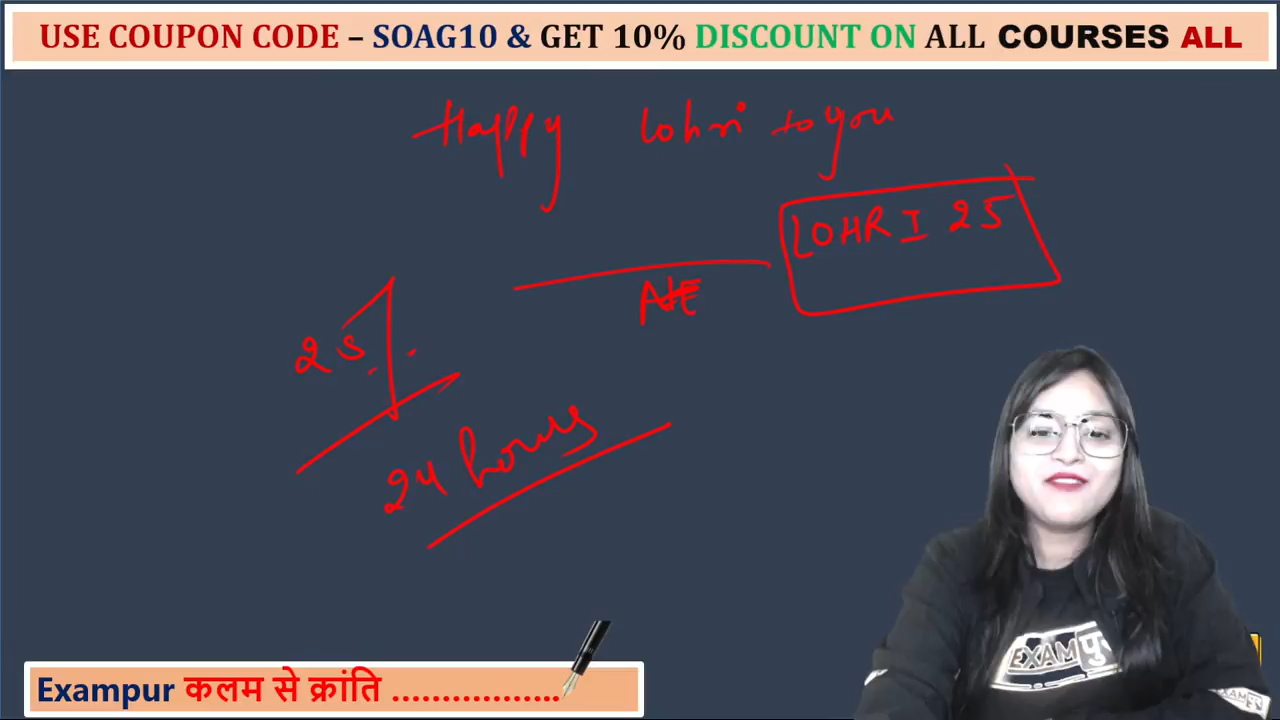 USE COUPON CODE – SOAG10 & GET 10% DISCOUNT ON ALL COURSES ALL
Happy lohri to you
LOHRI 25
25%
24 hours
EXAMपुर
Exampur कलम से क्रांति ……………...